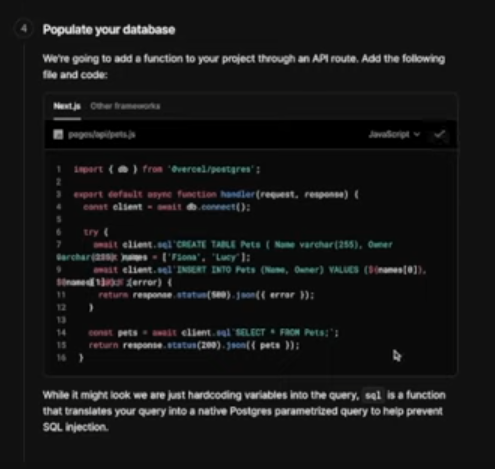 4 Populate your database
We're going to add a function to your project through an API route. Add the following
file and code:
Next.js Other frameworks
pages/api/pets.js JavaScript
1 import { db } from '@vercel/postgres';
2
3 export default async function handler(request, response) {
4 const client = await db.connect();
5
6 try {
7 await client.sql`CREATE TABLE Pets ( Name varchar(255), Owner
varchar(255) names = ['Fiona', 'Lucy'];
9 await client.sql`INSERT INTO Pets (Name, Owner) VALUES (${names[0]},
${names[1]} (error) {
11 return response.status(500).json({ error });
12 }
13
14 const pets = await client.sql`SELECT * FROM Pets;`;
15 return response.status(200).json({ pets });
16 }
While it might look we are just hardcoding variables into the query, sql is a function
that translates your query into a native Postgres parametrized query to help prevent
SQL injection.